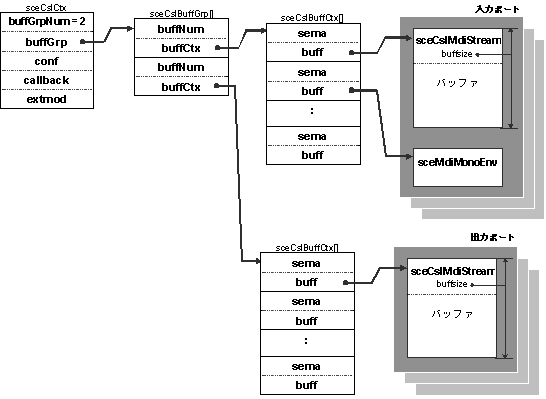 sceCslCtx
buffGrpNum = 2
buffGrp
conf
callback
extmod
sceCslBuffGrp[]
buffNum
buffCtx
buffNum
buffCtx
sceCslBuffCtx[]
sema
buff
sema
buff
:
sema
buff
入力ポート
sceCslMdiStream
buffsize
バッファ
sceMdiMonoEnv
sceCslBuffCtx[]
sema
buff
sema
buff
:
sema
buff
出力ポート
sceCslMdiStream
buffsize
バッファ